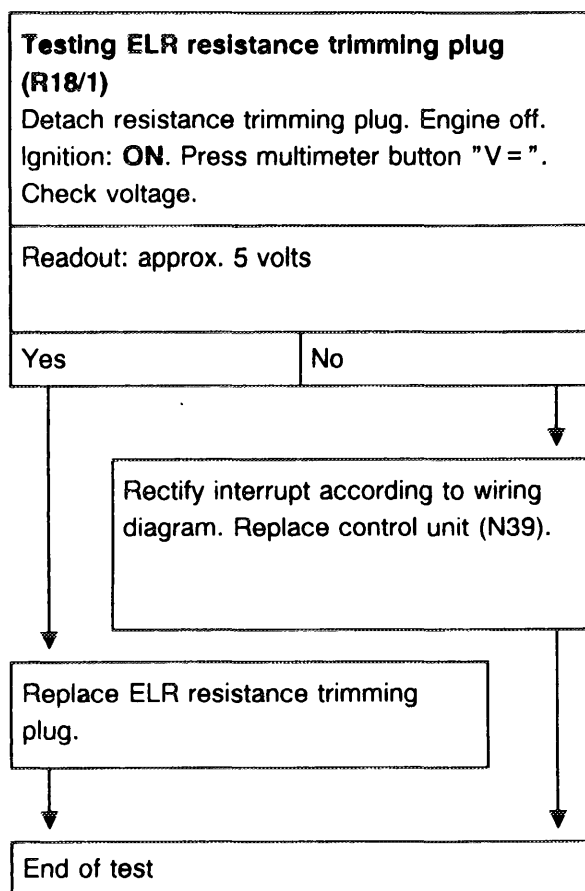 Testing ELR resistance trimming plug
(R18/1)
Detach resistance trimming plug. Engine off.
Ignition: ON. Press multimeter button "V = ".
Check voltage.
Readout: approx. 5 volts
Yes
No
Rectify interrupt according to wiring
diagram. Replace control unit (N39).
Replace ELR resistance trimming
plug.
End of test